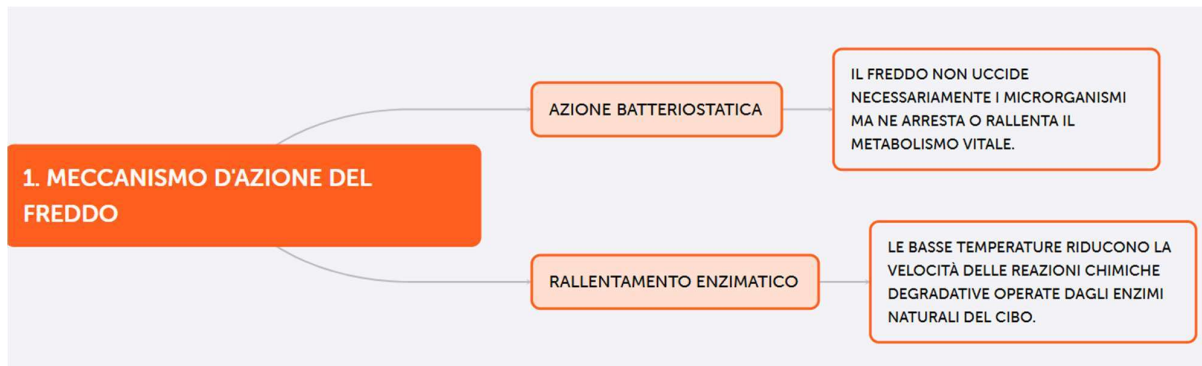 1. MECCANISMO D'AZIONE DEL
FREDDO
AZIONE BATTERIOSTATICA
IL FREDDO NON UCCIDE
NECESSARIAMENTE I MICRORGANISMI
MA NE ARRESTA O RALLENTA IL
METABOLISMO VITALE.
RALLENTAMENTO ENZIMATICO
LE BASSE TEMPERATURE RIDUCONO LA
VELOCITÀ DELLE REAZIONI CHIMICHE
DEGRADATIVE OPERATE DAGLI ENZIMI
NATURALI DEL CIBO.